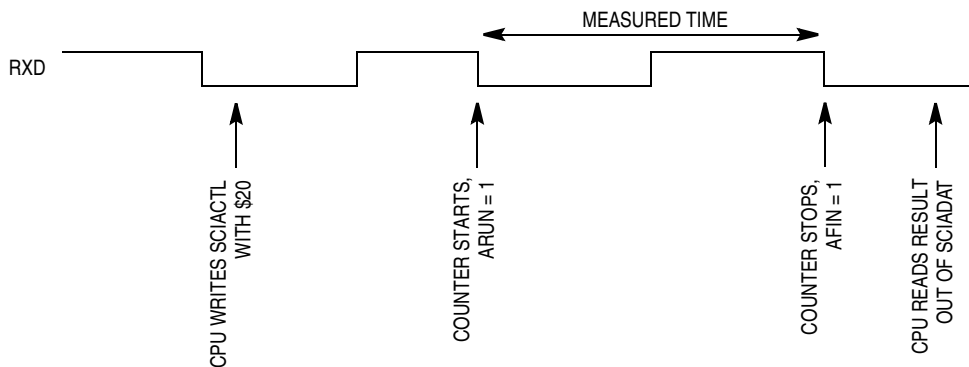 MEASURED TIME
RXD
CPU WRITES SCIACTL
WITH $20
COUNTER STARTS,
ARUN = 1
COUNTER STOPS,
AFIN = 1
CPU READS RESULT
OUT OF SCIADAT